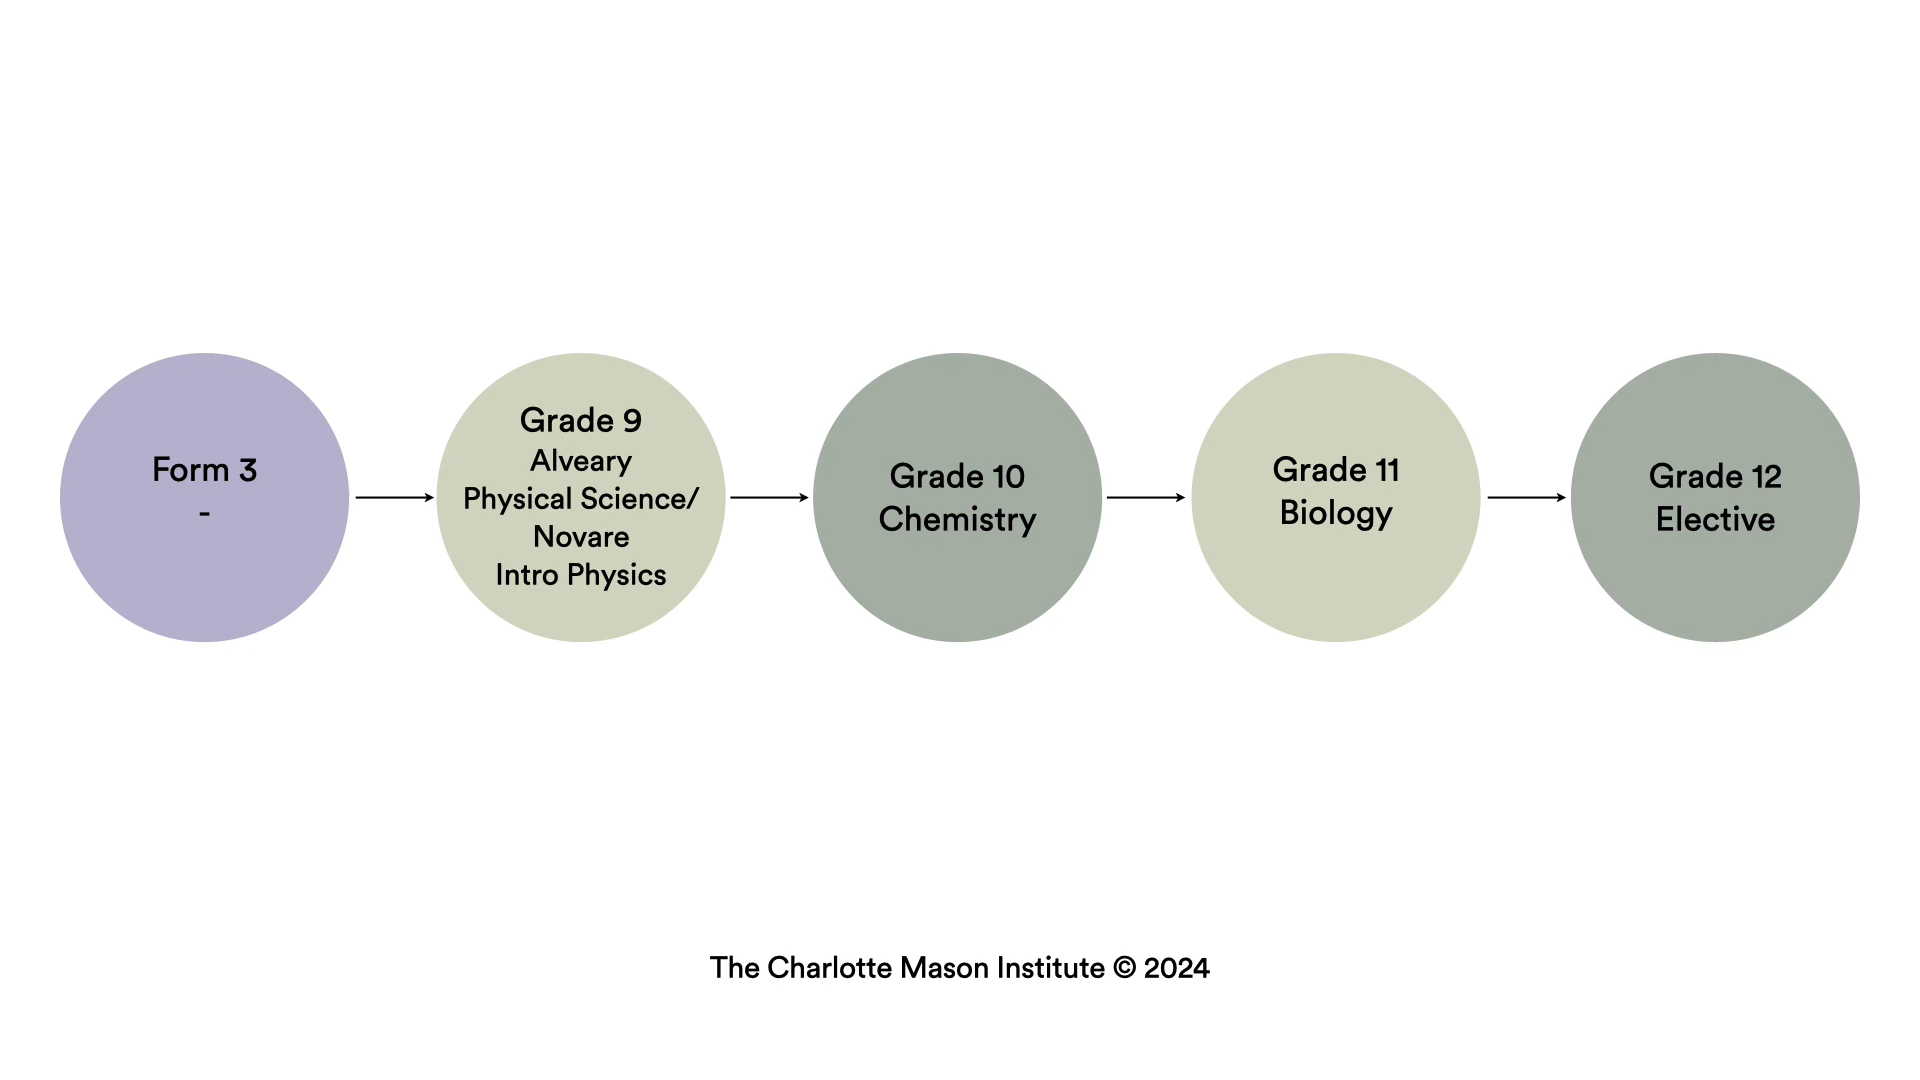 Form 3
-
Grade 9
Alveary
Physical Science/
Novare
Intro Physics
Grade 10
Chemistry
Grade 11
Biology
Grade 12
Elective
The Charlotte Mason Institute © 2024